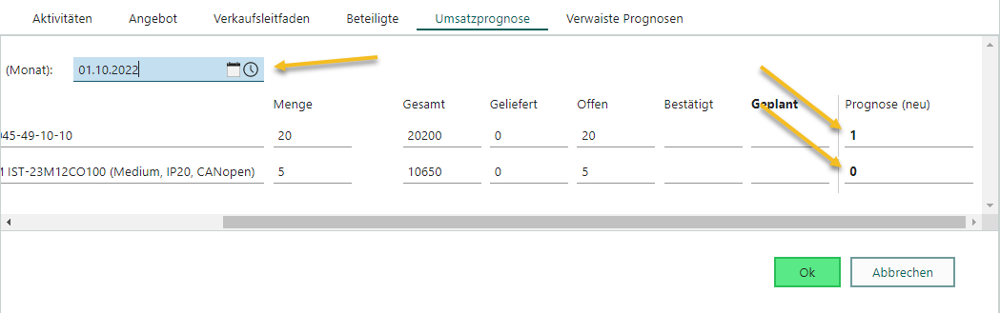 Aktivitäten Angebot Verkaufsleitfaden Beteiligte Umsatzprognose Verwaiste Prognosen
(Monat): 01.10.2022
Menge Gesamt Geliefert Offen Bestätigt Geplant Prognose (neu)
045-49-10-10 20 20200 0 20 1
IST-23M12CO100 (Medium, IP20, CANopen) 5 10650 0 5 0
Ok Abbrechen